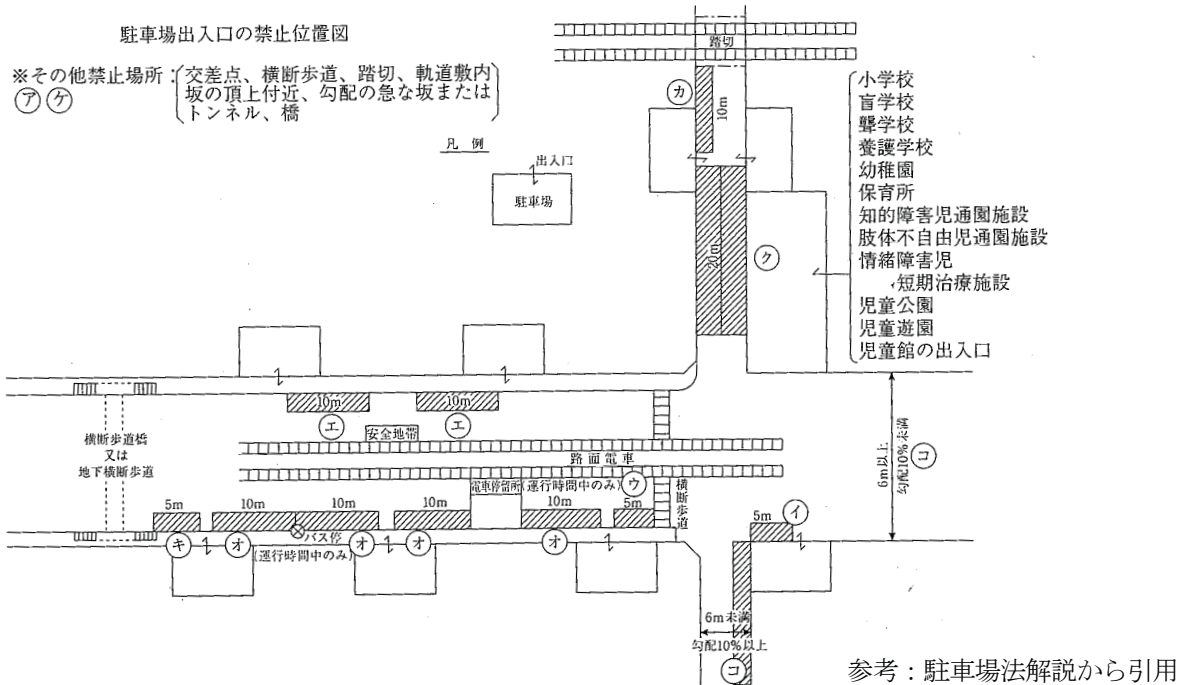 駐車場出入口の禁止位置図
※その他禁止場所：交差点、横断歩道、踏切、軌道敷内
坂の頂上付近、勾配の急な坂または
トンネル、橋
ア ケ
凡 例
出入口
駐車場
踏切
カ
10m
20m
ク
小学校
盲学校
聾学校
養護学校
幼稚園
保育所
知的障害児通園施設
肢体不自由児通園施設
情緒障害児
短期治療施設
児童公園
児童遊園
児童館の出入口
10m
エ
10m
エ
安全地帯
横断歩道橋
又は
地下横断歩道
路面電車
電車停留所
(運行時間中のみ)
ウ
横断歩道
5m
10m
10m
10m
10m
5m
キ
オ
バス停
(運行時間中のみ)
オ
オ
オ
5m
イ
6m以上
勾配10%未満
コ
6m未満
勾配10%以上
コ
参考：駐車場法解説から引用